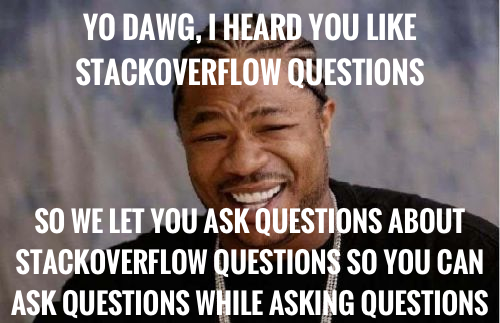 YO DAWG, I HEARD YOU LIKE
STACKOVERFLOW QUESTIONS
SO WE LET YOU ASK QUESTIONS ABOUT
STACKOVERFLOW QUESTIONS SO YOU CAN
ASK QUESTIONS WHILE ASKING QUESTIONS